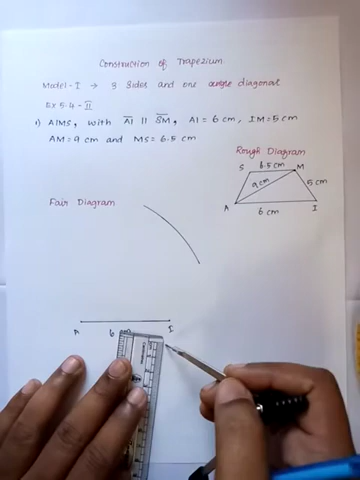 Construction of Trapezium
Model-I → 3 Sides and one diagonal
Ex 5.4 - II
1) AIMS, with AI || SM, AI = 6 cm, IM = 5 cm
AM = 9 cm and MS = 6.5 cm
Rough Diagram
S 6.5 cm M
9 cm 5 cm
A I
6 cm
Fair Diagram
A 6 cm I